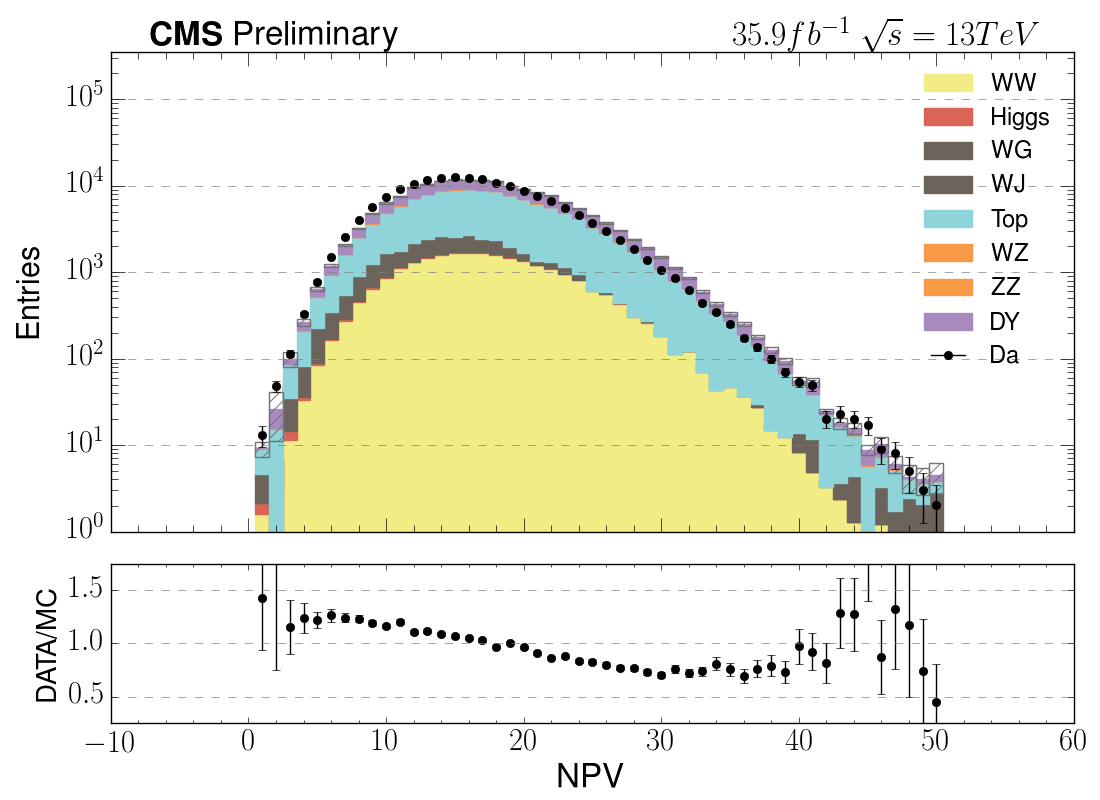 CMS Preliminary
35.9fb⁻¹ √s = 13TeV
WW
Higgs
WG
WJ
Top
WZ
ZZ
DY
Da
Entries
10⁵
10⁴
10³
10²
10¹
10⁰
DATA/MC
1.5
1.0
0.5
−10 0 10 20 30 40 50 60
NPV